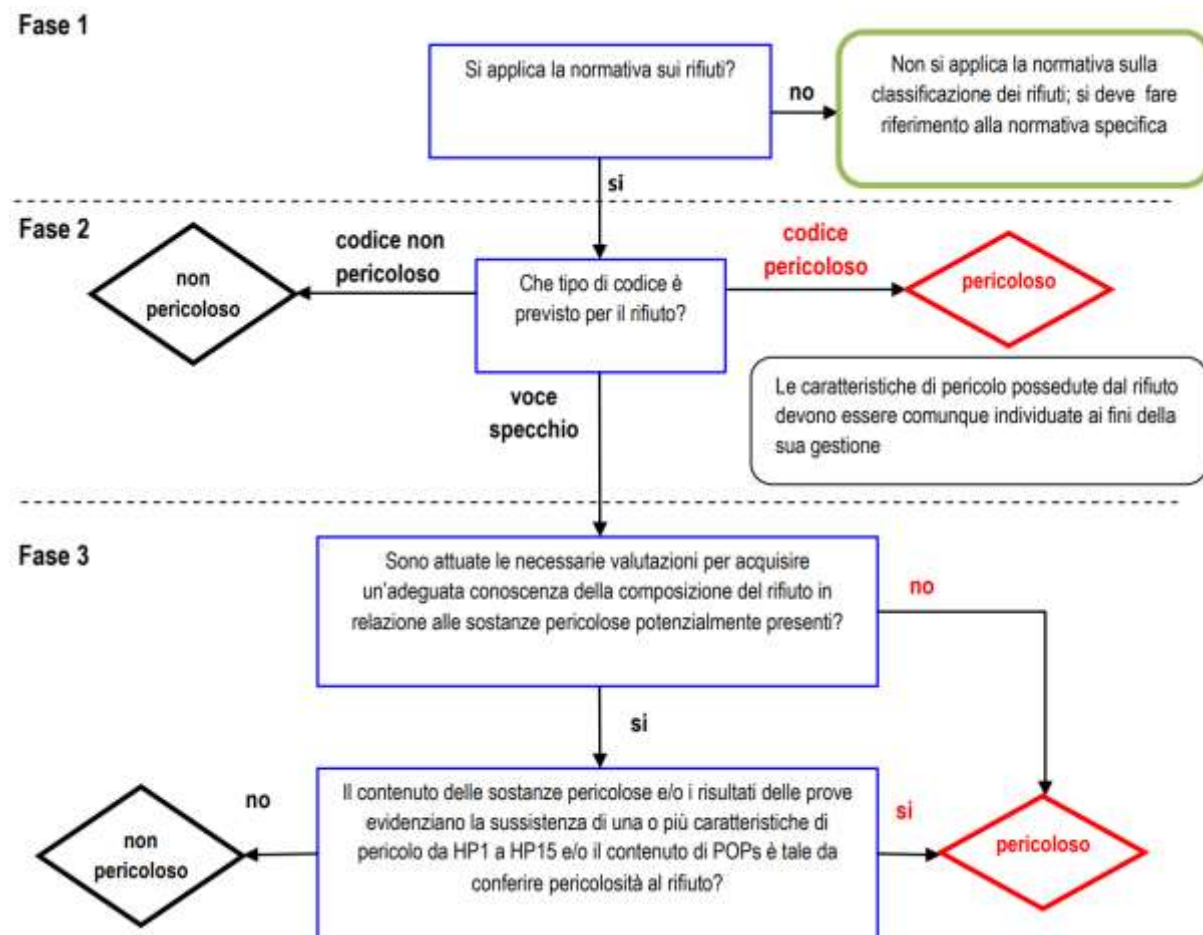 Fase 1
Si applica la normativa sui rifiuti?
no
Non si applica la normativa sulla
classificazione dei rifiuti; si deve fare
riferimento alla normativa specifica
si
Fase 2
non
pericoloso
codice non
pericoloso
Che tipo di codice è
previsto per il rifiuto?
codice
pericoloso
pericoloso
voce
specchio
Le caratteristiche di pericolo possedute dal rifiuto
devono essere comunque individuate ai fini della
sua gestione
Fase 3
Sono attuate le necessarie valutazioni per acquisire
un'adeguata conoscenza della composizione del rifiuto in
relazione alle sostanze pericolose potenzialmente presenti?
no
si
non
pericoloso
no
Il contenuto delle sostanze pericolose e/o i risultati delle prove
evidenziano la sussistenza di una o più caratteristiche di
pericolo da HP1 a HP15 e/o il contenuto di POPs è tale da
conferire pericolosità al rifiuto?
si
pericoloso